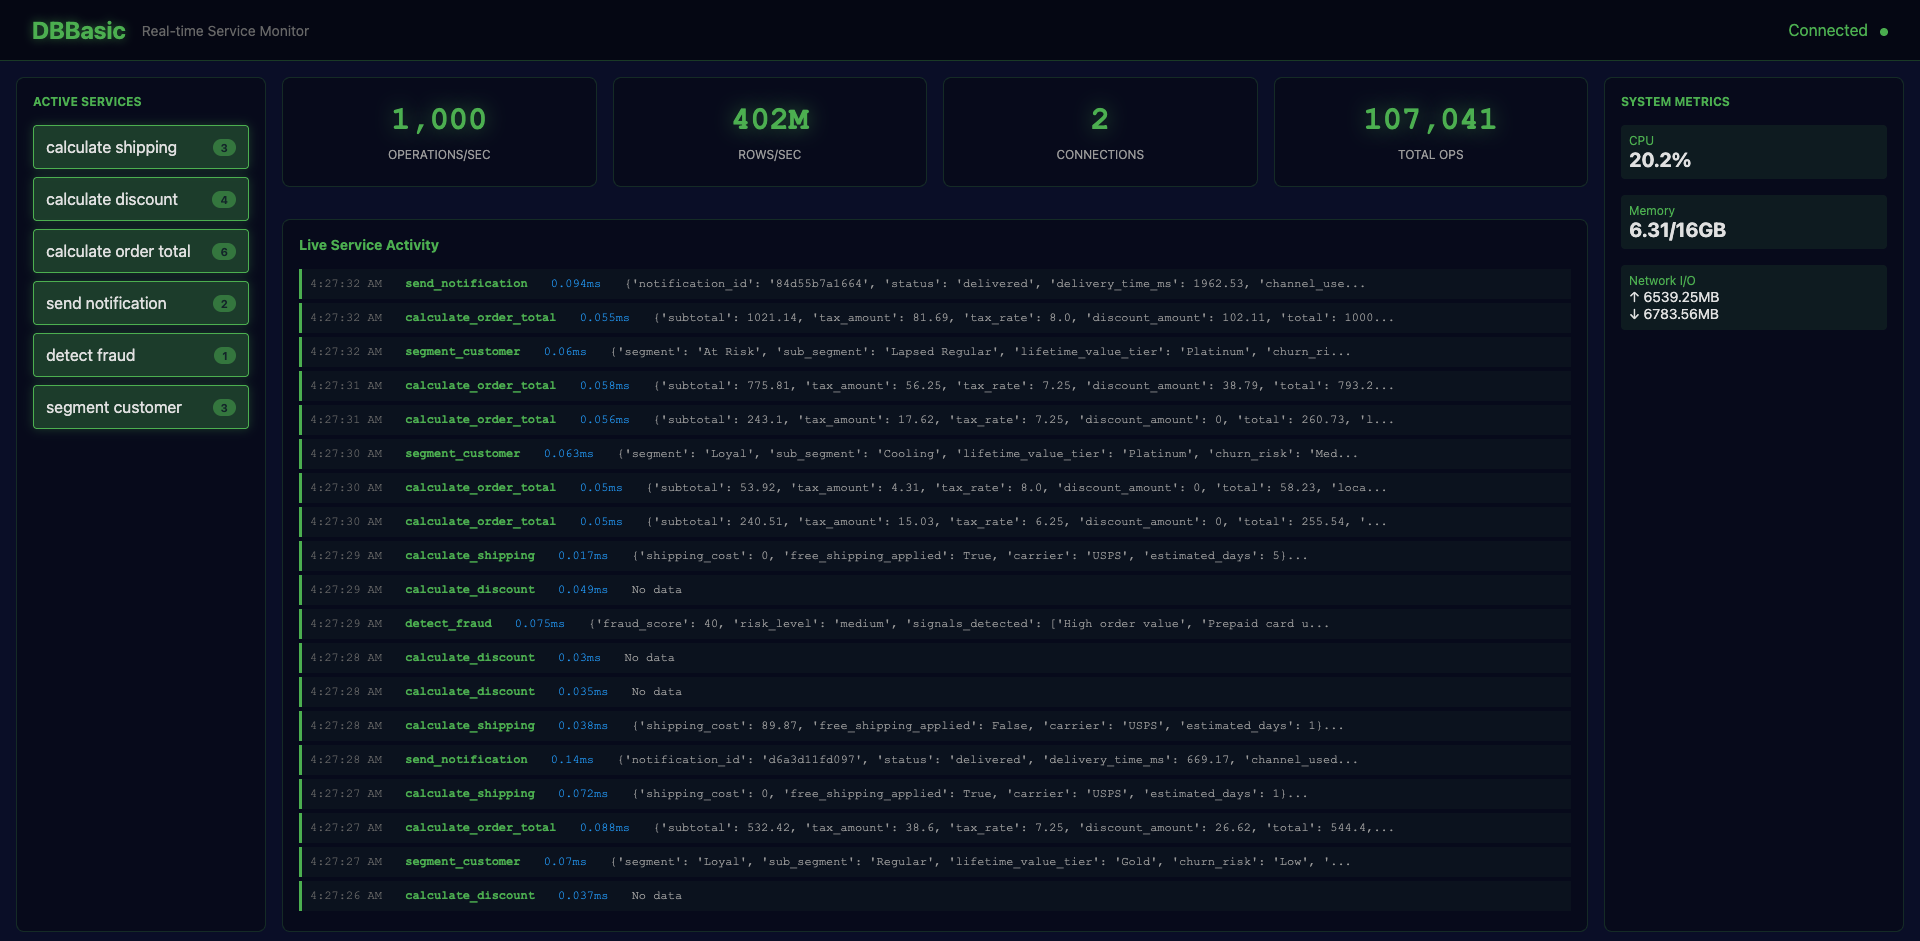 DBBasic Real-time Service Monitor Connected
ACTIVE SERVICES
calculate shipping 3
calculate discount 4
calculate order total 6
send notification 2
detect fraud 1
segment customer 3
1,000
OPERATIONS/SEC
402M
ROWS/SEC
2
CONNECTIONS
107,041
TOTAL OPS
Live Service Activity
4:27:32 AM send_notification 0.094ms {'notification_id': '84d55b7a1664', 'status': 'delivered', 'delivery_time_ms': 1962.53, 'channel_use...
4:27:32 AM calculate_order_total 0.055ms {'subtotal': 1021.14, 'tax_amount': 81.69, 'tax_rate': 8.0, 'discount_amount': 102.11, 'total': 1000...
4:27:32 AM segment_customer 0.06ms {'segment': 'At Risk', 'sub_segment': 'Lapsed Regular', 'lifetime_value_tier': 'Platinum', 'churn_ri...
4:27:31 AM calculate_order_total 0.058ms {'subtotal': 775.81, 'tax_amount': 56.25, 'tax_rate': 7.25, 'discount_amount': 38.79, 'total': 793.2...
4:27:31 AM calculate_order_total 0.056ms {'subtotal': 243.1, 'tax_amount': 17.62, 'tax_rate': 7.25, 'discount_amount': 0, 'total': 260.73, 'l...
4:27:30 AM segment_customer 0.063ms {'segment': 'Loyal', 'sub_segment': 'Cooling', 'lifetime_value_tier': 'Platinum', 'churn_risk': 'Med...
4:27:30 AM calculate_order_total 0.05ms {'subtotal': 53.92, 'tax_amount': 4.31, 'tax_rate': 8.0, 'discount_amount': 0, 'total': 58.23, 'loca...
4:27:30 AM calculate_order_total 0.05ms {'subtotal': 240.51, 'tax_amount': 15.03, 'tax_rate': 6.25, 'discount_amount': 0, 'total': 255.54, '...
4:27:29 AM calculate_shipping 0.017ms {'shipping_cost': 0, 'free_shipping_applied': True, 'carrier': 'USPS', 'estimated_days': 5}...
4:27:29 AM calculate_discount 0.049ms No data
4:27:29 AM detect_fraud 0.075ms {'fraud_score': 40, 'risk_level': 'medium', 'signals_detected': ['High order value', 'Prepaid card u...
4:27:28 AM calculate_discount 0.03ms No data
4:27:28 AM calculate_discount 0.035ms No data
4:27:28 AM calculate_shipping 0.038ms {'shipping_cost': 89.87, 'free_shipping_applied': False, 'carrier': 'USPS', 'estimated_days': 1}...
4:27:28 AM send_notification 0.14ms {'notification_id': 'd6a3d11fd097', 'status': 'delivered', 'delivery_time_ms': 669.17, 'channel_used...
4:27:27 AM calculate_shipping 0.072ms {'shipping_cost': 0, 'free_shipping_applied': True, 'carrier': 'USPS', 'estimated_days': 1}...
4:27:27 AM calculate_order_total 0.088ms {'subtotal': 532.42, 'tax_amount': 38.6, 'tax_rate': 7.25, 'discount_amount': 26.62, 'total': 544.4,...
4:27:27 AM segment_customer 0.07ms {'segment': 'Loyal', 'sub_segment': 'Regular', 'lifetime_value_tier': 'Gold', 'churn_risk': 'Low', '...
4:27:26 AM calculate_discount 0.037ms No data
SYSTEM METRICS
CPU
20.2%
Memory
6.31/16GB
Network I/O
↑ 6539.25MB
↓ 6783.56MB